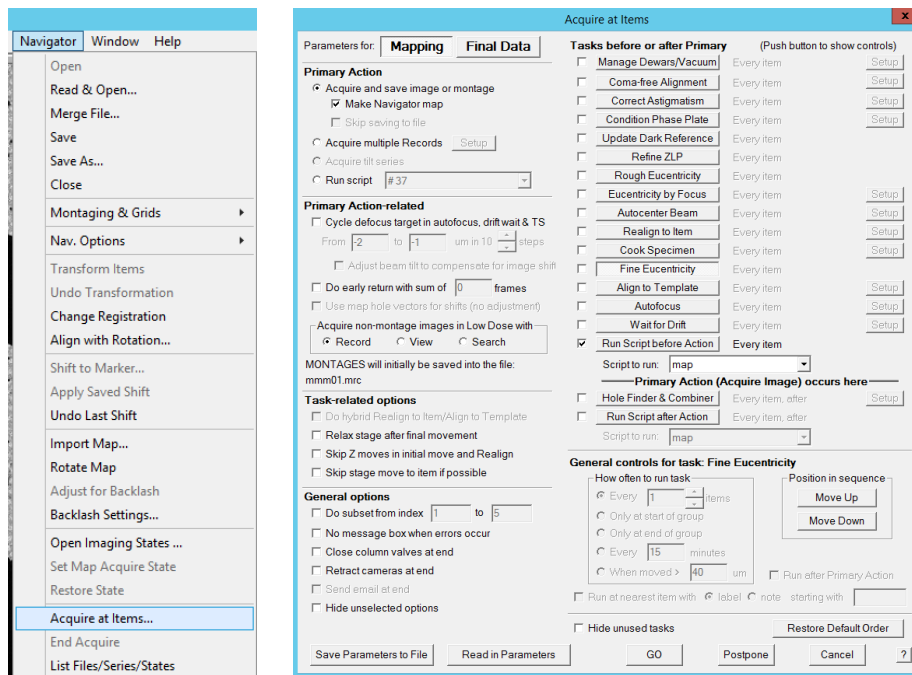 Navigator Window Help
Open
Read & Open...
Merge File...
Save
Save As...
Close
Montaging & Grids
Nav. Options
Transform Items
Undo Transformation
Change Registration
Align with Rotation...
Shift to Marker...
Apply Saved Shift
Undo Last Shift
Import Map...
Rotate Map
Adjust for Backlash
Backlash Settings...
Open Imaging States ...
Set Map Acquire State
Restore State
Acquire at Items...
End Acquire
List Files/Series/States
Acquire at Items
x
Parameters for: Mapping Final Data
Primary Action
Acquire and save image or montage
Make Navigator map
Skip saving to file
Acquire multiple Records Setup
Acquire tilt series
Run script #37
Primary Action-related
Cycle defocus target in autofocus, drift wait & TS
From -2 to -1 um in 10 steps
Adjust beam tilt to compensate for image shift
Do early return with sum of 0 frames
Use map hole vectors for shifts (no adjustment)
Acquire non-montage images in Low Dose with
Record View Search
MONTAGES will initially be saved into the file:
mmm01.mrc
Task-related options
Do hybrid Realign to Item/Align to Template
Relax stage after final movement
Skip Z moves in initial move and Realign
Skip stage move to item if possible
General options
Do subset from index 1 to 5
No message box when errors occur
Close column valves at end
Retract cameras at end
Send email at end
Hide unselected options
Save Parameters to File Read in Parameters
Tasks before or after Primary (Push button to show controls)
Manage Dewars/Vacuum Every item Setup
Coma-free Alignment Every item Setup
Correct Astigmatism Every item Setup
Condition Phase Plate Every item Setup
Update Dark Reference Every item
Refine ZLP Every item
Rough Eucentricity Every item
Eucentricity by Focus Every item Setup
Autocenter Beam Every item Setup
Realign to Item Every item Setup
Cook Specimen Every item Setup
Fine Eucentricity Every item
Align to Template Every item Setup
Autofocus Every item Setup
Wait for Drift Every item Setup
Run Script before Action Every item
Script to run: map
Primary Action (Acquire Image) occurs here
Hole Finder & Combiner Every item, after Setup
Run Script after Action Every item, after
Script to run: map
General controls for task: Fine Eucentricity
How often to run task
Every 1 items
Only at start of group
Only at end of group
Every 15 minutes
When moved > 40 um
Position in sequence
Move Up
Move Down
Run after Primary Action
Run at nearest item with label note starting with
Hide unused tasks Restore Default Order
GO Postpone Cancel ?